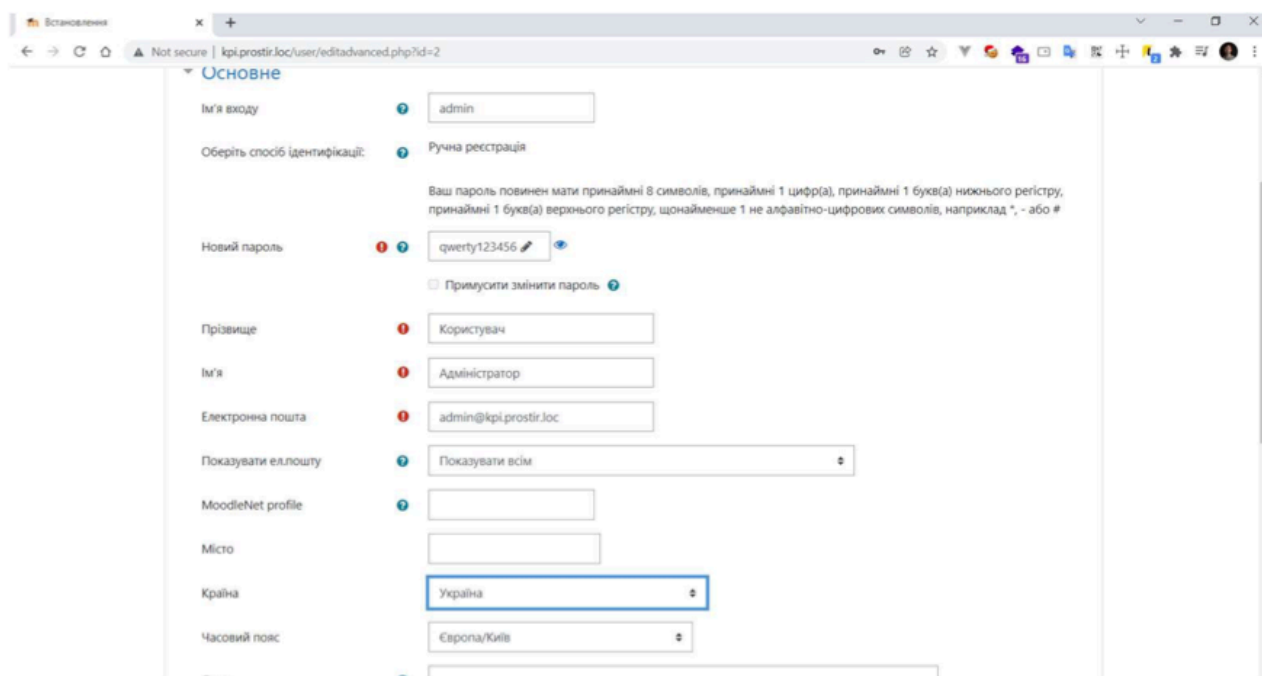 Встановлення
Not secure | kpi.prostir.loc/user/editadvanced.php?id=2
16
2
Основне
Ім'я входу
admin
Оберіть спосіб ідентифікації:
Ручна реєстрація
Ваш пароль повинен мати принаймні 8 символів, принаймні 1 цифр(а), принаймні 1 букв(а) нижнього регістру,
принаймні 1 букв(а) верхнього регістру, щонайменше 1 не алфавітно-цифрових символів, наприклад *, - або #
Новий пароль
qwerty123456
Примусити змінити пароль
Прізвище
Користувач
Ім'я
Адміністратор
Електронна пошта
admin@kpi.prostir.loc
Показувати ел.пошту
Показувати всім
MoodleNet profile
Місто
Країна
Україна
Часовий пояс
Європа/Київ